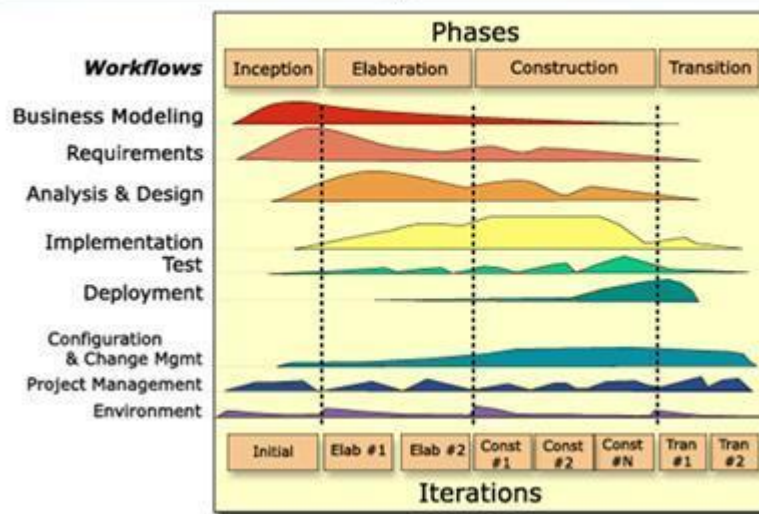 Phases
Workflows Inception Elaboration Construction Transition
Business Modeling
Requirements
Analysis & Design
Implementation
Test
Deployment
Configuration
& Change Mgmt
Project Management
Environment
Initial Elab #1 Elab #2 Const #1 Const #2 Const #N Tran #1 Tran #2
Iterations